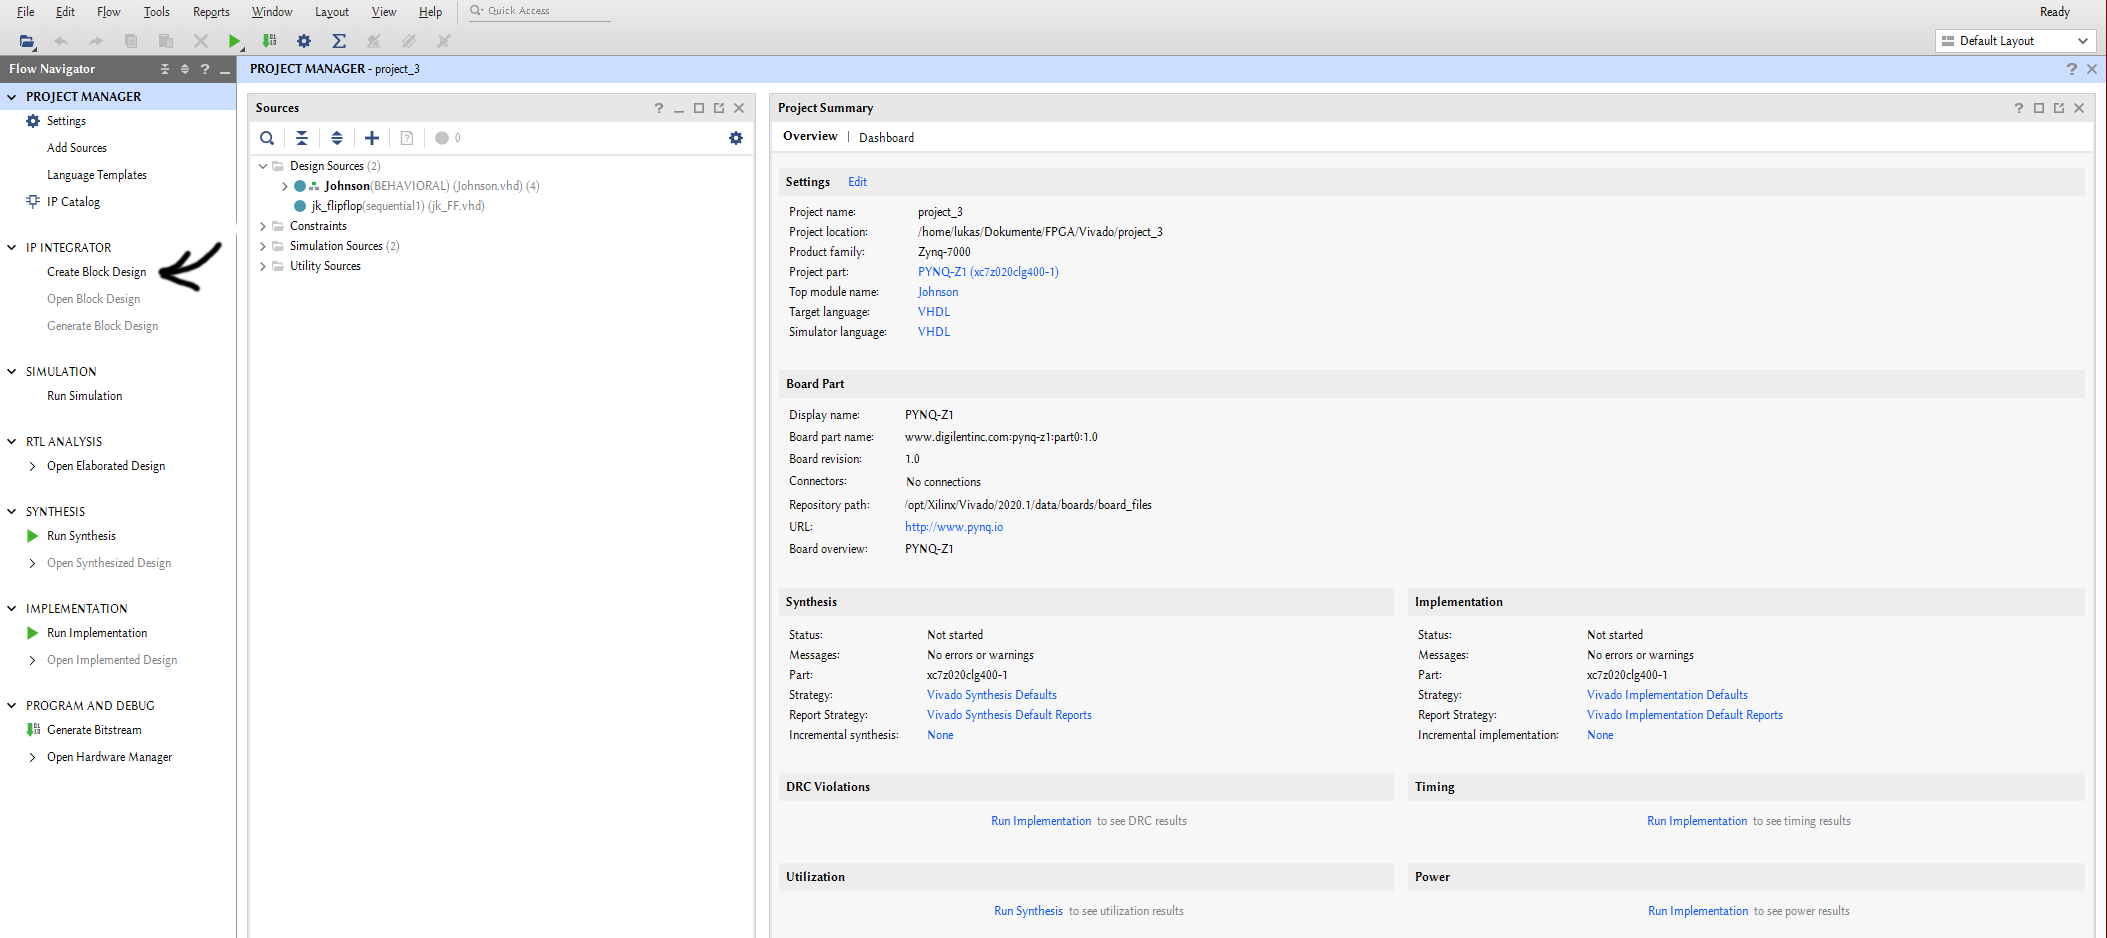 File Edit Flow Tools Reports Window Layout View Help Quick Access Ready
Default Layout
Flow Navigator
PROJECT MANAGER - project_3
PROJECT MANAGER
Settings
Add Sources
Language Templates
IP Catalog
IP INTEGRATOR
Create Block Design
Open Block Design
Generate Block Design
SIMULATION
Run Simulation
RTL ANALYSIS
Open Elaborated Design
SYNTHESIS
Run Synthesis
Open Synthesized Design
IMPLEMENTATION
Run Implementation
Open Implemented Design
PROGRAM AND DEBUG
Generate Bitstream
Open Hardware Manager
Sources
0
Design Sources (2)
Johnson(BEHAVIORAL) (Johnson.vhd) (4)
jk_flipflop(sequential1) (jk_FF.vhd)
Constraints
Simulation Sources (2)
Utility Sources
Project Summary
Overview | Dashboard
Settings Edit
Project name: project_3
Project location: /home/lukas/Dokumente/FPGA/Vivado/project_3
Product family: Zynq-7000
Project part: PYNQ-Z1 (xc7z020clg400-1)
Top module name: Johnson
Target language: VHDL
Simulator language: VHDL
Board Part
Display name: PYNQ-Z1
Board part name: www.digilentinc.com:pynq-z1:part0:1.0
Board revision: 1.0
Connectors: No connections
Repository path: /opt/Xilinx/Vivado/2020.1/data/boards/board_files
URL: http://www.pynq.io
Board overview: PYNQ-Z1
Synthesis
Status: Not started
Messages: No errors or warnings
Part: xc7z020clg400-1
Strategy: Vivado Synthesis Defaults
Report Strategy: Vivado Synthesis Default Reports
Incremental synthesis: None
Implementation
Status: Not started
Messages: No errors or warnings
Part: xc7z020clg400-1
Strategy: Vivado Implementation Defaults
Report Strategy: Vivado Implementation Default Reports
Incremental implementation: None
DRC Violations
Run Implementation to see DRC results
Timing
Run Implementation to see timing results
Utilization
Run Synthesis to see utilization results
Power
Run Implementation to see power results